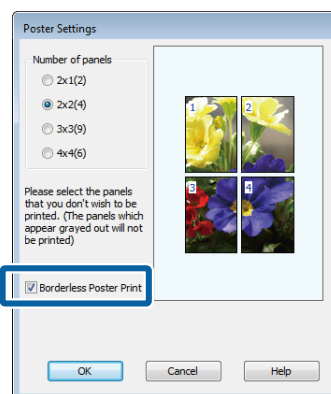 Poster Settings
Number of panels
2x1(2)
2x2(4)
3x3(9)
4x4(6)
Please select the panels
that you don't wish to be
printed. (The panels which
appear grayed out will not
be printed)
Borderless Poster Print
1
2
3
4
OK
Cancel
Help